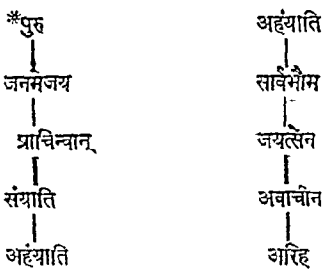 *पुरु
जनमेजय
प्राचिन्वान्
संयाति
अहंयाति
अहंयाति
सार्वभौम
जयत्सेन
अवाचीन
अरिह